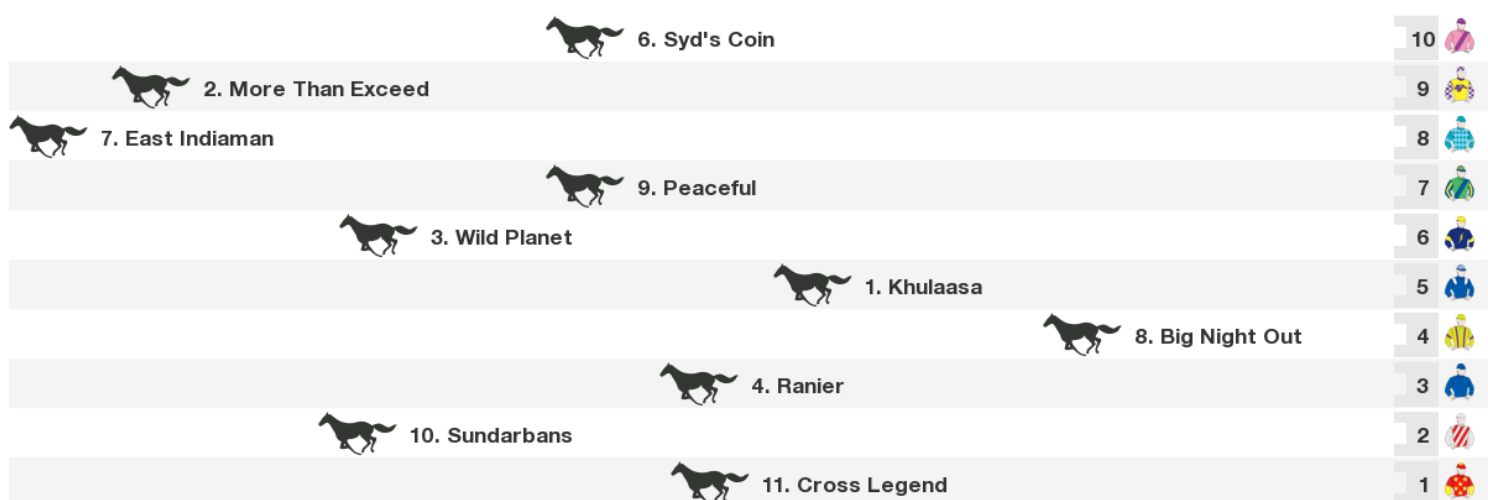 6. Syd's Coin 10
2. More Than Exceed 9
7. East Indiaman 8
9. Peaceful 7
3. Wild Planet 6
1. Khulaasa 5
8. Big Night Out 4
4. Ranier 3
10. Sundarbans 2
11. Cross Legend 1